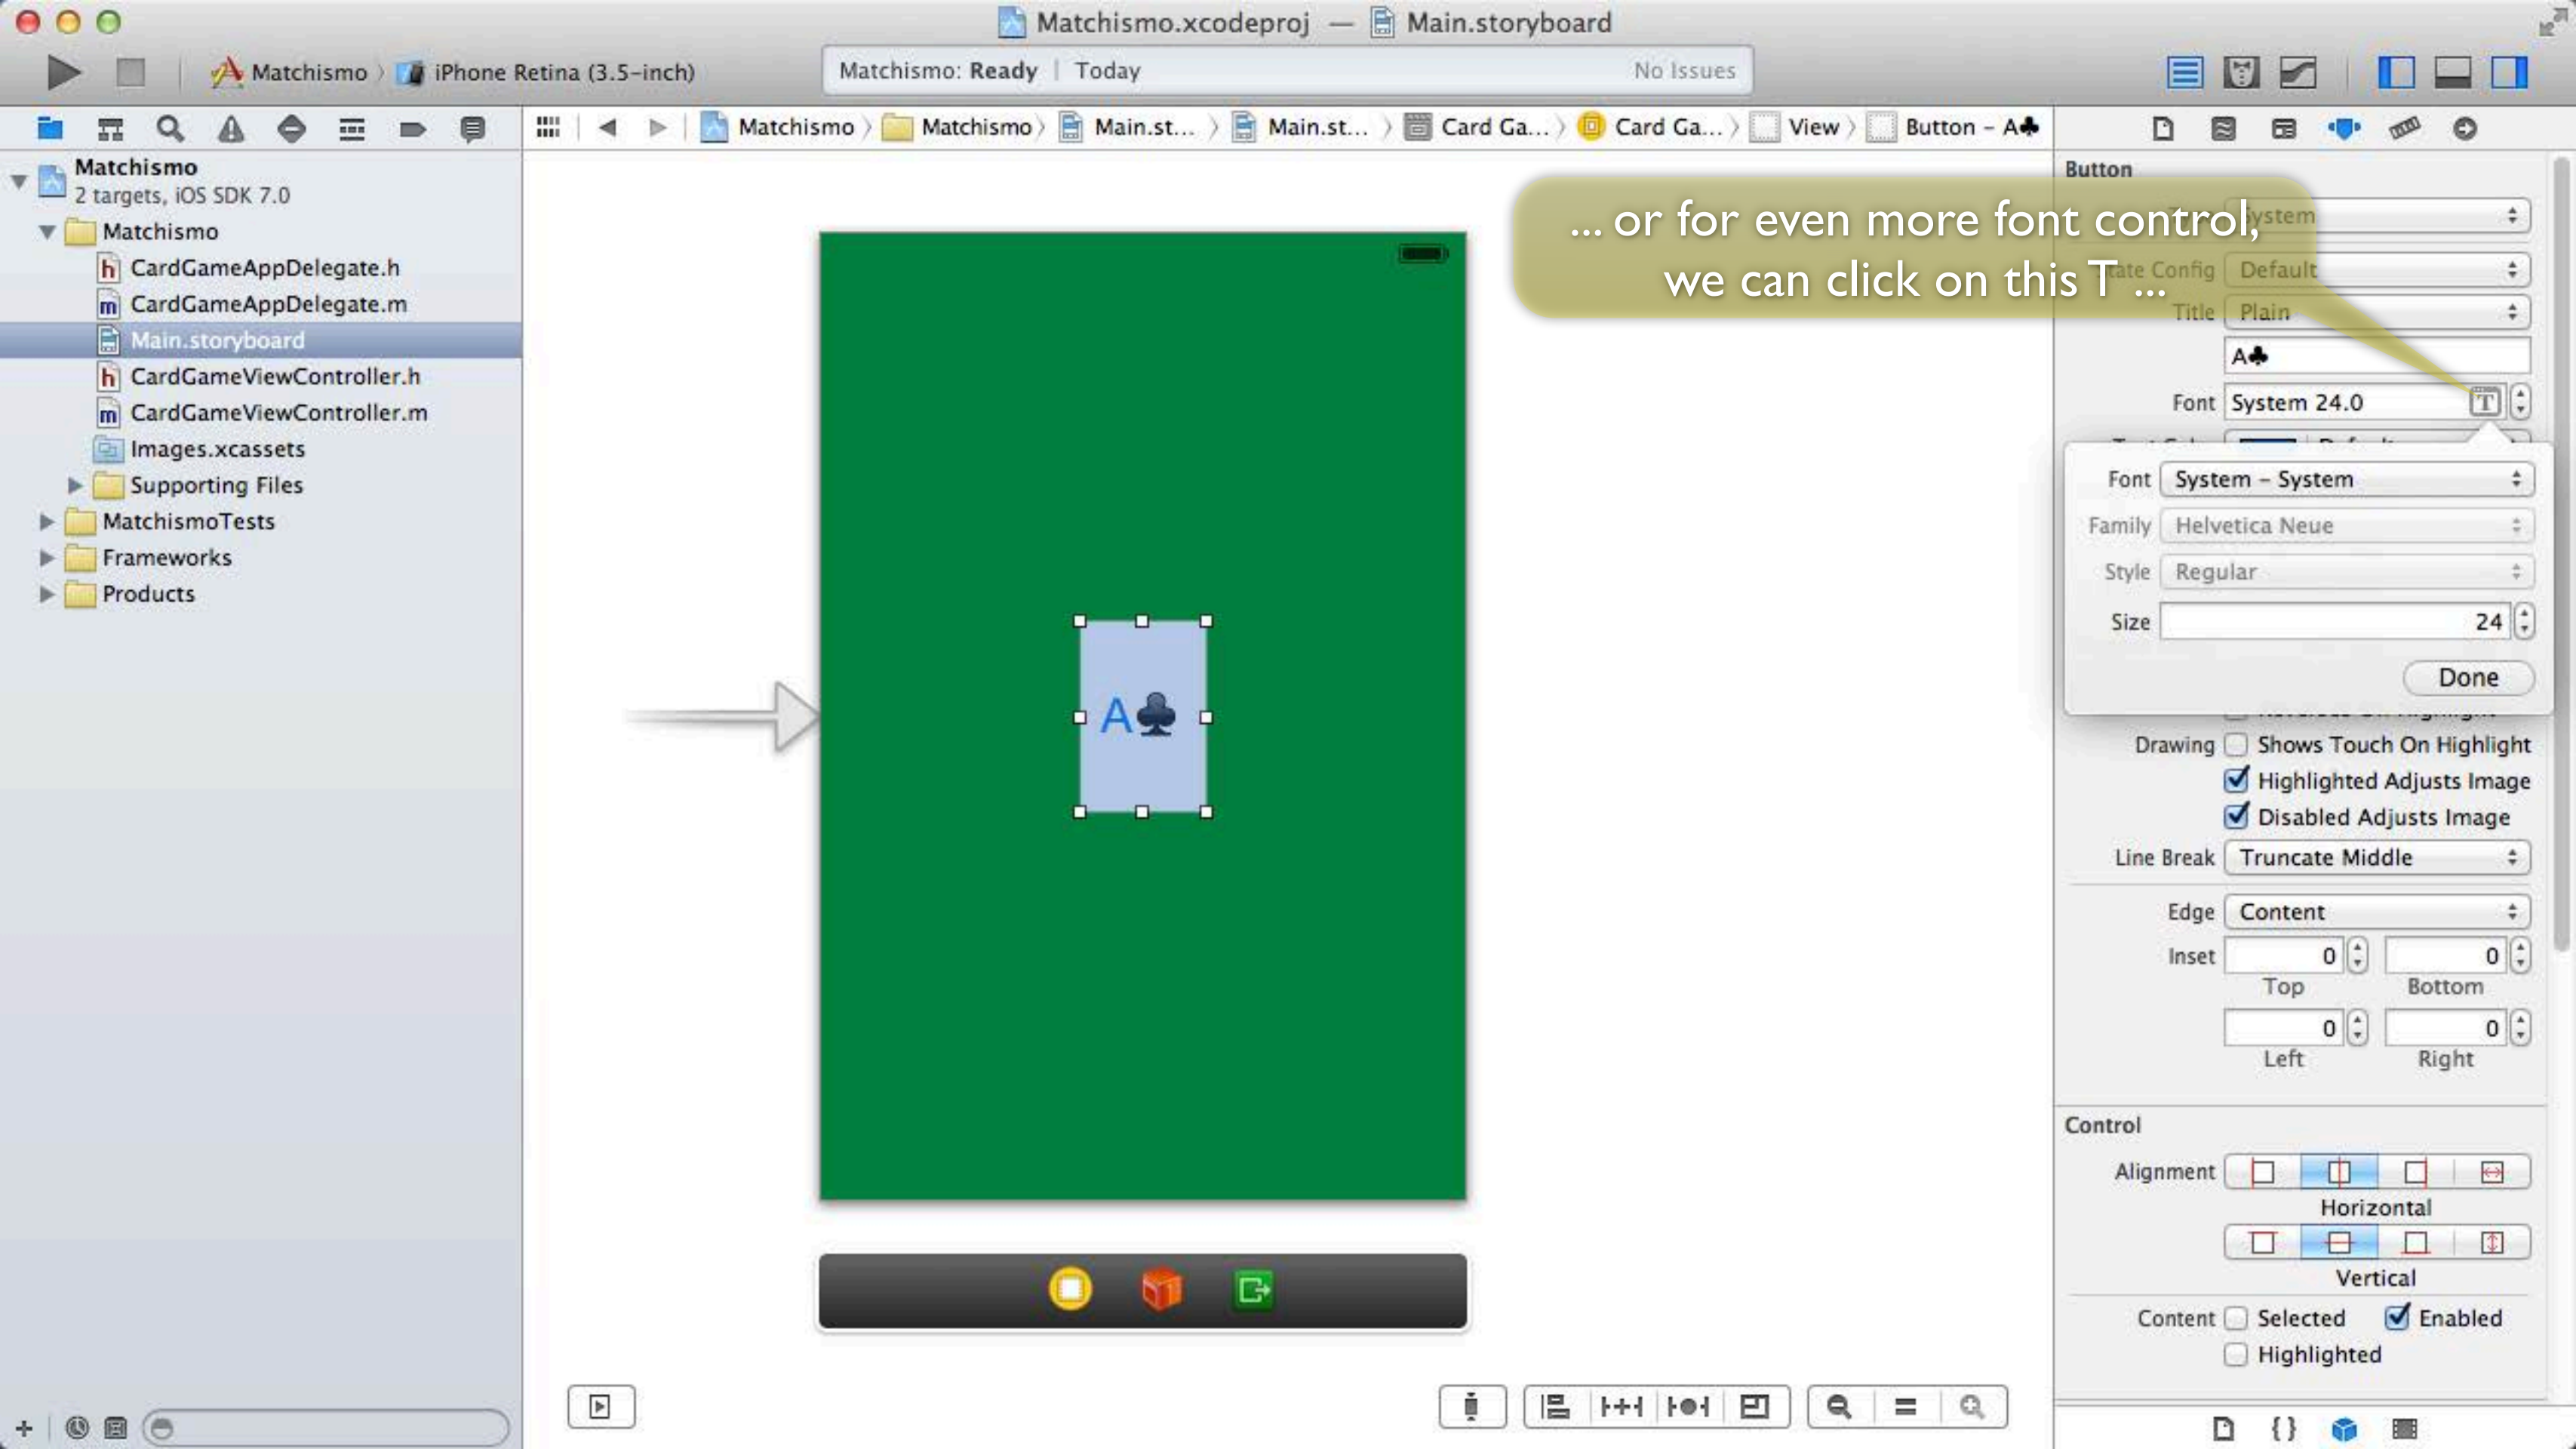 Matchismo.xcodeproj — Main.storyboard
Matchismo
iPhone Retina (3.5-inch)
Matchismo: Ready | Today
No Issues
Matchismo
Matchismo
Main.st...
Main.st...
Card Ga...
Card Ga...
View
Button - A♣
Matchismo
2 targets, iOS SDK 7.0
Matchismo
h CardGameAppDelegate.h
m CardGameAppDelegate.m
Main.storyboard
h CardGameViewController.h
m CardGameViewController.m
Images.xcassets
Supporting Files
MatchismoTests
Frameworks
Products
A♣
... or for even more font control,
we can click on this T ...
Button
System
State Config Default
Title Plain
A♣
Font System 24.0 T
Font System - System
Family Helvetica Neue
Style Regular
Size 24
Done
Drawing Shows Touch On Highlight
Highlighted Adjusts Image
Disabled Adjusts Image
Line Break Truncate Middle
Edge Content
Inset 0 0
Top Bottom
0 0
Left Right
Control
Alignment
Horizontal
Vertical
Content Selected Enabled
Highlighted
{}